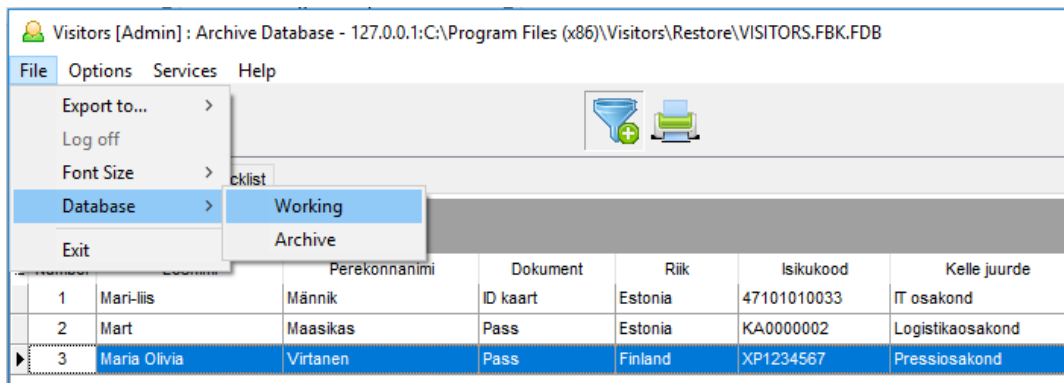 Visitors [Admin] : Archive Database - 127.0.0.1:C:\Program Files (x86)\Visitors\Restore\VISITORS.FBK.FDB
File Options Services Help
Export to... >
Log off
Font Size >
cklist
Database >
Working
Archive
Exit
Number Eesnimi Perekonnanimi Dokument Riik Isikukood Kelle juurde
1 Mari-liis Männik ID kaart Estonia 47101010033 IT osakond
2 Mart Maasikas Pass Estonia KA0000002 Logistikaosakond
3 Maria Olivia Virtanen Pass Finland XP1234567 Pressiosakond